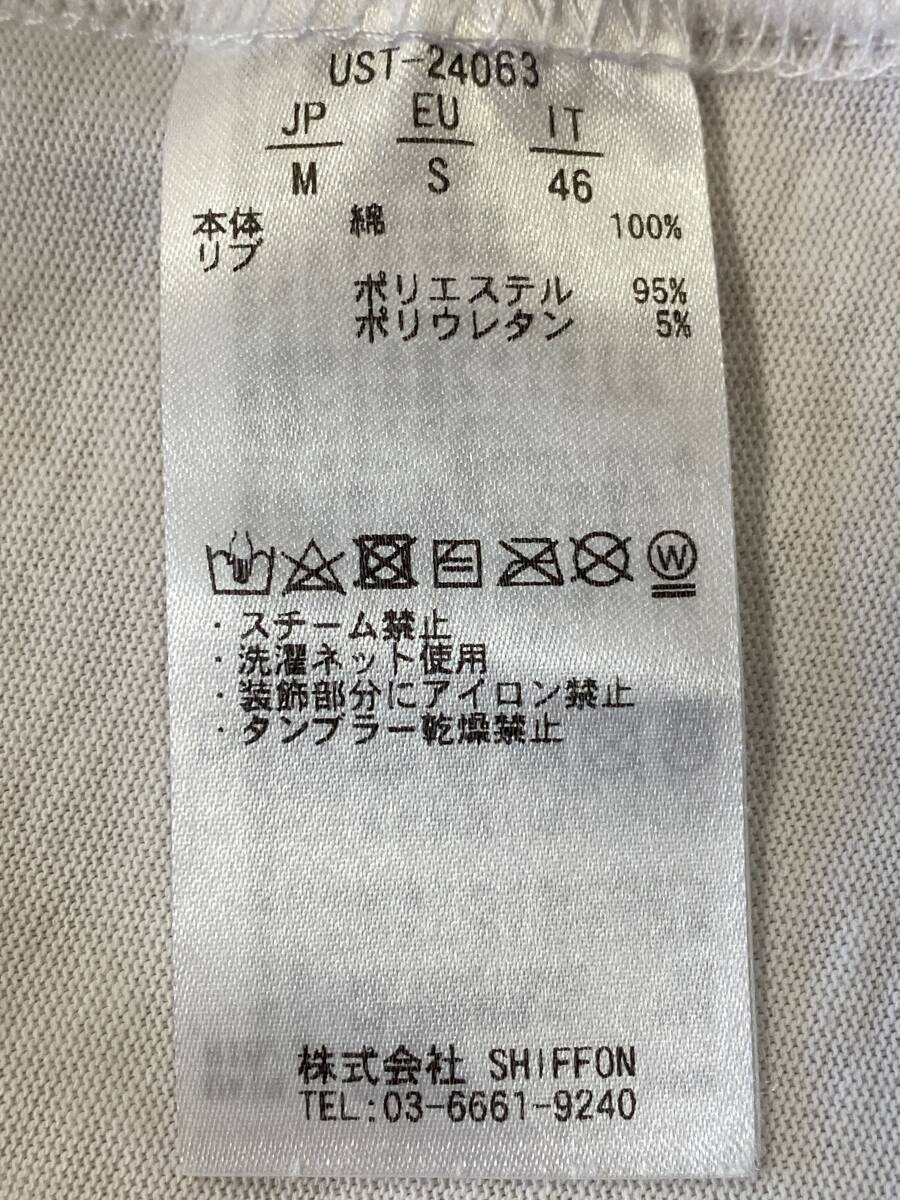 UST-24063
JP EU IT
M S 46
本体 綿 100%
リブ
ポリエステル 95%
ポリウレタン 5%
W
・スチーム禁止
・洗濯ネット使用
・装飾部分にアイロン禁止
・タンブラー乾燥禁止
株式会社 SHIFFON
TEL:03-6661-9240